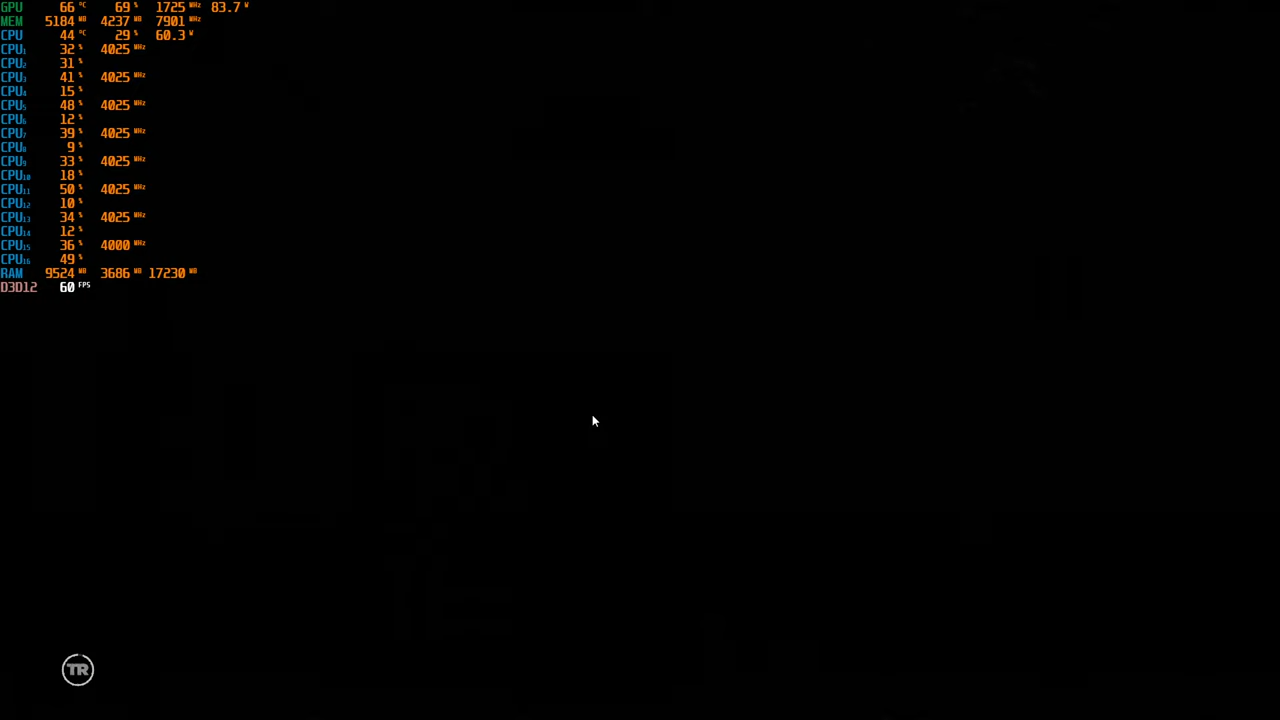 GPU 66 °C 69 % 1725 MHz 83.7 W
MEM 5184 MB 4237 MB 7901 MHz
CPU 44 °C 29 % 60.3 W
CPU1 32 % 4025 MHz
CPU2 31 %
CPU3 41 % 4025 MHz
CPU4 15 %
CPU5 48 % 4025 MHz
CPU6 12 %
CPU7 39 % 4025 MHz
CPU8 9 %
CPU9 33 % 4025 MHz
CPU10 18 %
CPU11 50 % 4025 MHz
CPU12 10 %
CPU13 34 % 4025 MHz
CPU14 12 %
CPU15 36 % 4000 MHz
CPU16 49 %
RAM 9524 MB 3686 MB 17230 MB
D3D12 60 FPS
TR